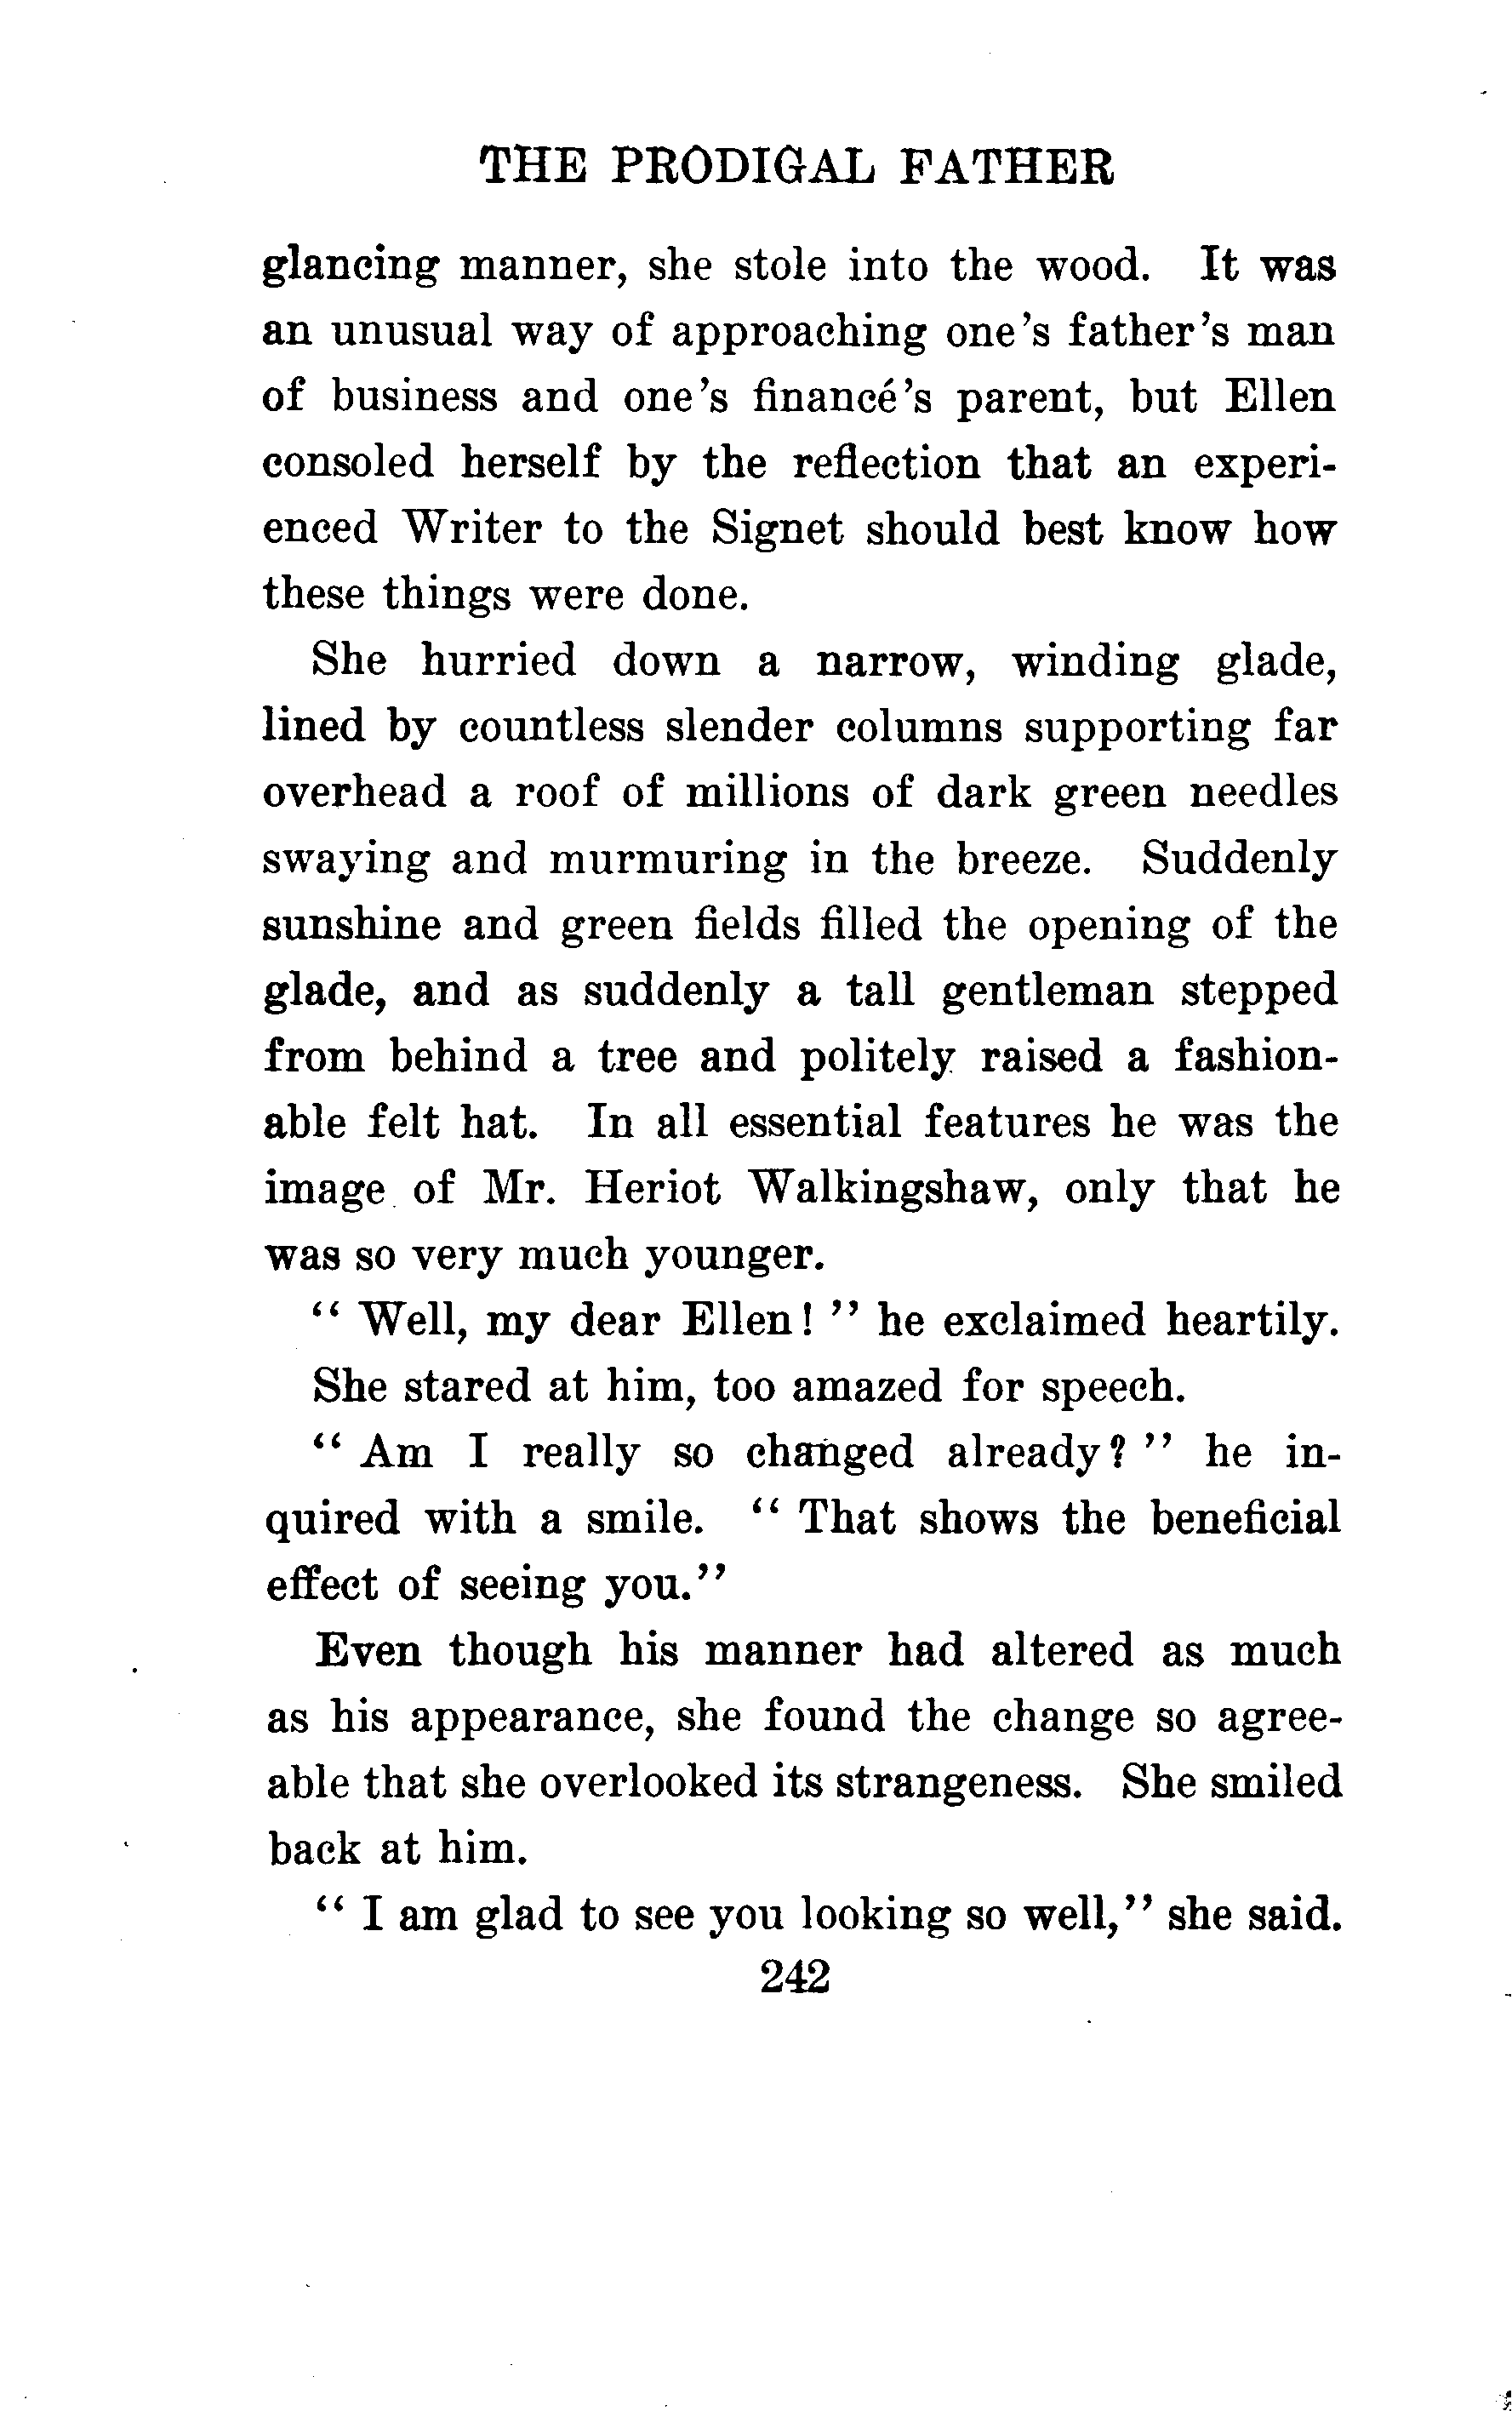 THE PRODIGAL FATHER
glancing manner, she stole into the wood. It was
an unusual way of approaching one's father's man
of business and one's financé's parent, but Ellen
consoled herself by the reflection that an experi-
enced Writer to the Signet should best know how
these things were done.
She hurried down a narrow, winding glade,
lined by countless slender columns supporting far
overhead a roof of millions of dark green needles
swaying and murmuring in the breeze. Suddenly
sunshine and green fields filled the opening of the
glade, and as suddenly a tall gentleman stepped
from behind a tree and politely raised a fashion-
able felt hat. In all essential features he was the
image of Mr. Heriot Walkingshaw, only that he
was so very much younger.
"Well, my dear Ellen!" he exclaimed heartily.
She stared at him, too amazed for speech.
"Am I really so changed already?" he in-
quired with a smile. "That shows the beneficial
effect of seeing you."
Even though his manner had altered as much
as his appearance, she found the change so agree-
able that she overlooked its strangeness. She smiled
back at him.
"I am glad to see you looking so well," she said.
242